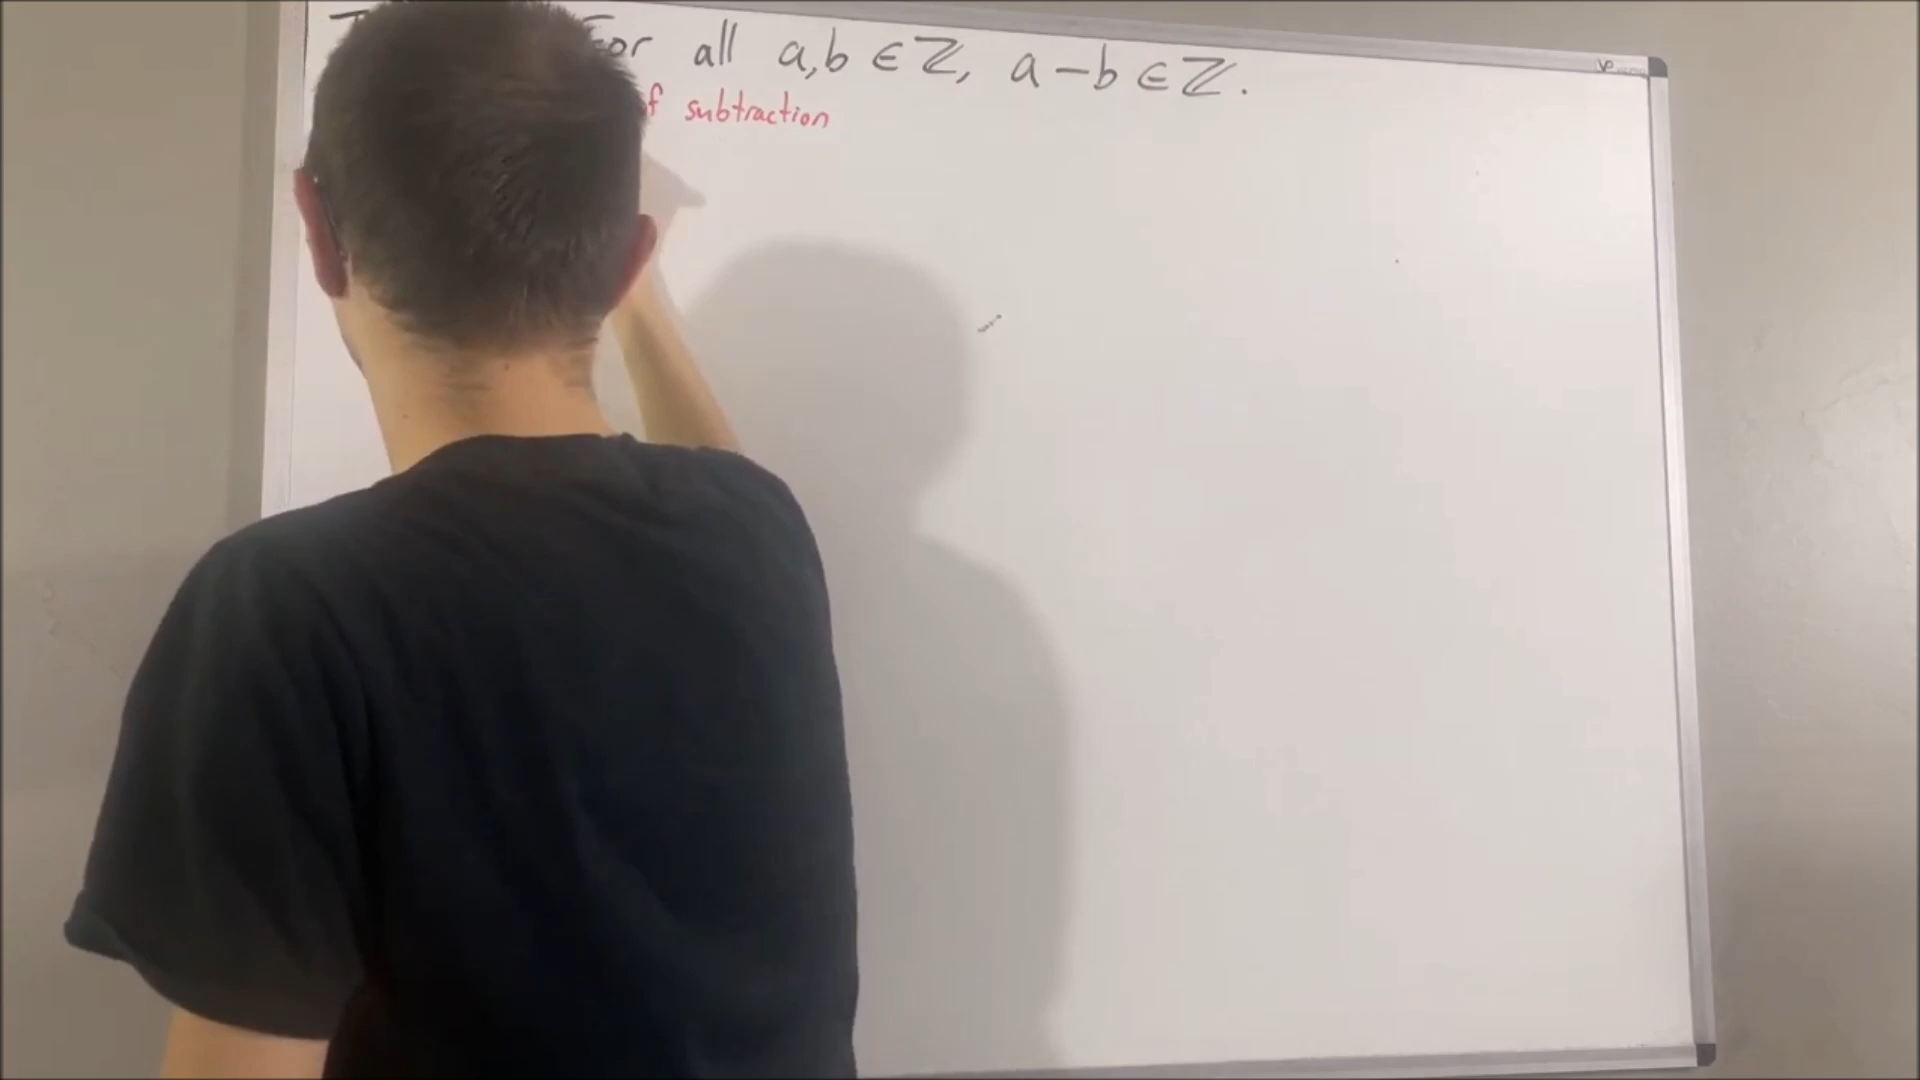 For all a,b ∈ ℤ, a - b ∈ ℤ.
f subtraction